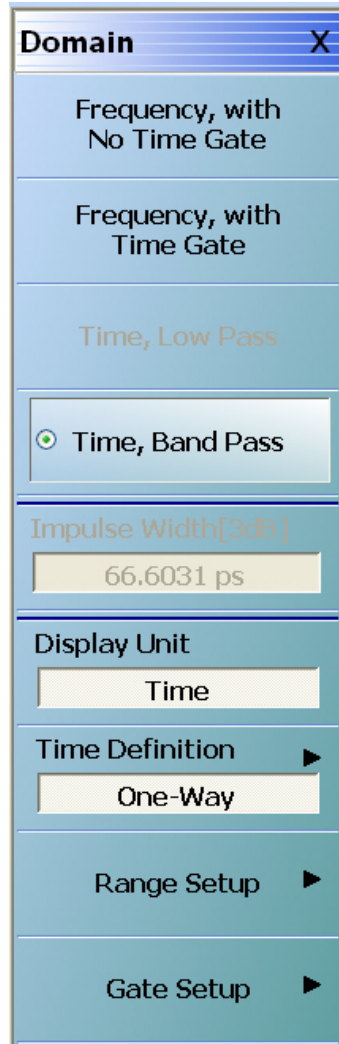 Domain X
Frequency, with
No Time Gate
Frequency, with
Time Gate
Time, Low Pass
Time, Band Pass
Impulse Width[3dB]
66.6031 ps
Display Unit
Time
Time Definition
One-Way
Range Setup
Gate Setup